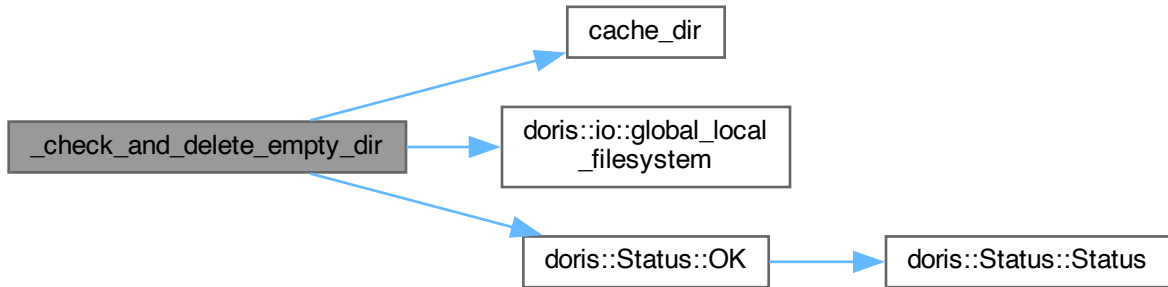 cache_dir
_check_and_delete_empty_dir
doris::io::global_local
_filesystem
doris::Status::OK
doris::Status::Status